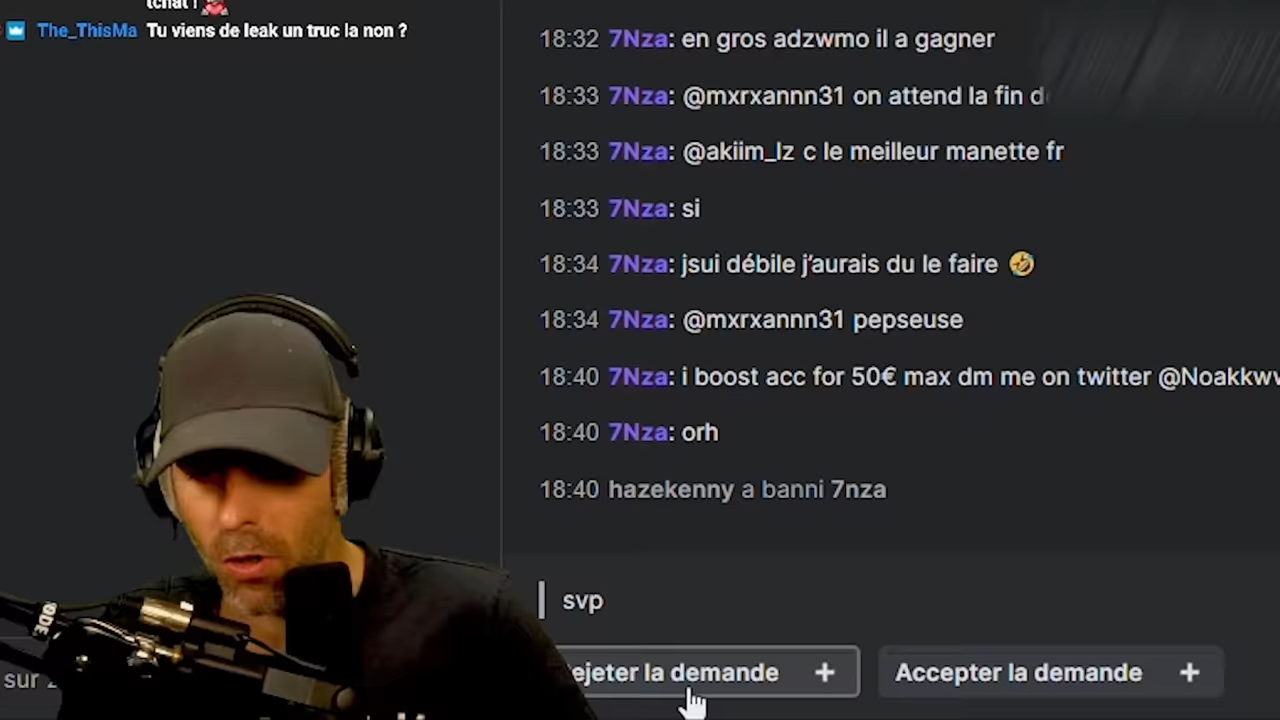 tchat !
The_ThisMa Tu viens de leak un truc la non ?
18:32 7Nza: en gros adzwmo il a gagner
18:33 7Nza: @mxrxannn31 on attend la fin
18:33 7Nza: @akiim_lz c le meilleur manette fr
18:33 7Nza: si
18:34 7Nza: jsui débile j’aurais du le faire 🤣
18:34 7Nza: @mxrxannn31 pepseuse
18:40 7Nza: i boost acc for 50€ max dm me on twitter
18:40 7Nza: orh
18:40 hazekenny a banni 7nza
svp
ejeter la demande +
Accepter la demande +
sur
RODE